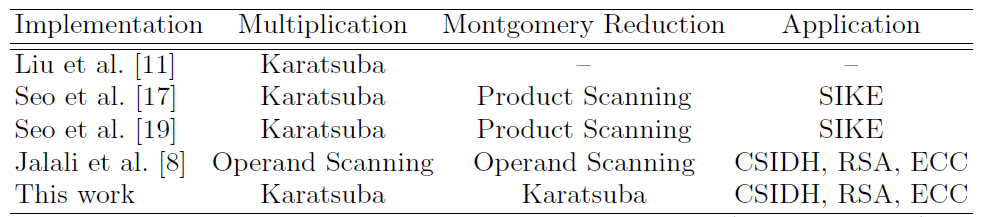 Implementation Multiplication Montgomery Reduction Application
Liu et al. [11] Karatsuba – –
Seo et al. [17] Karatsuba Product Scanning SIKE
Seo et al. [19] Karatsuba Product Scanning SIKE
Jalali et al. [8] Operand Scanning Operand Scanning CSIDH, RSA, ECC
This work Karatsuba Karatsuba CSIDH, RSA, ECC